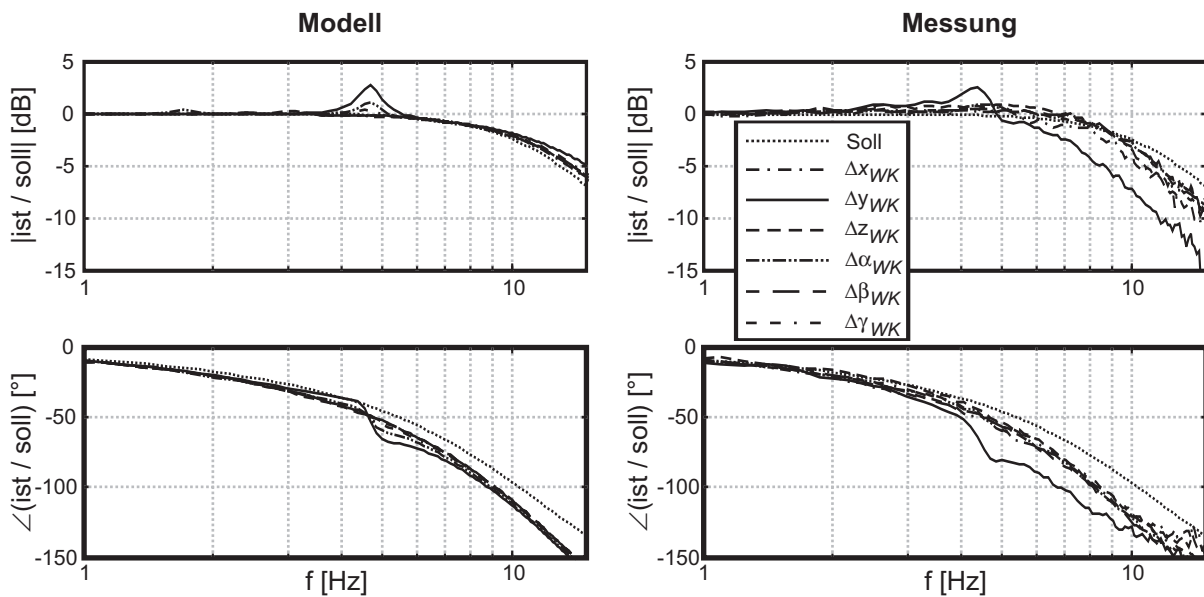 Modell
Messung
|ist / soll| [dB]
5
0
-5
-10
-15
1
10
|ist / soll| [dB]
5
0
-5
-10
-15
1
10
Soll
Δx_WK
Δy_WK
Δz_WK
Δα_WK
Δβ_WK
Δγ_WK
∠(ist / soll) [°]
0
-50
-100
-150
1
10
f [Hz]
∠(ist / soll) [°]
0
-50
-100
-150
1
10
f [Hz]